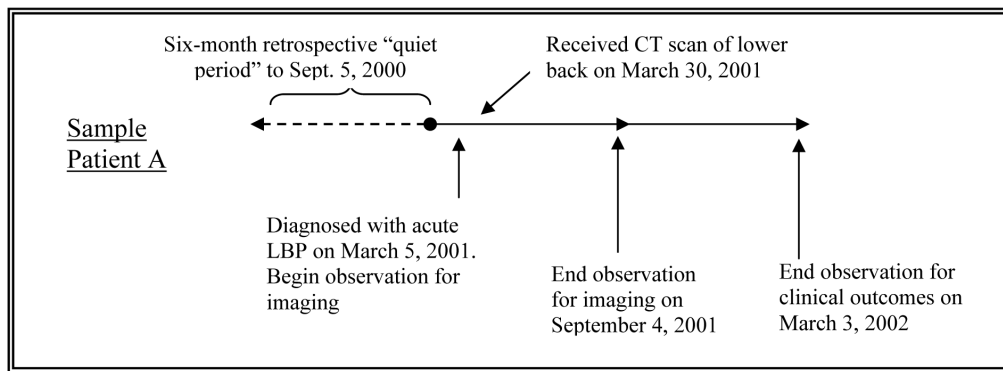 Six-month retrospective “quiet
period” to Sept. 5, 2000
Received CT scan of lower
back on March 30, 2001
Sample
Patient A
Diagnosed with acute
LBP on March 5, 2001.
Begin observation for
imaging
End observation
for imaging on
September 4, 2001
End observation for
clinical outcomes on
March 3, 2002